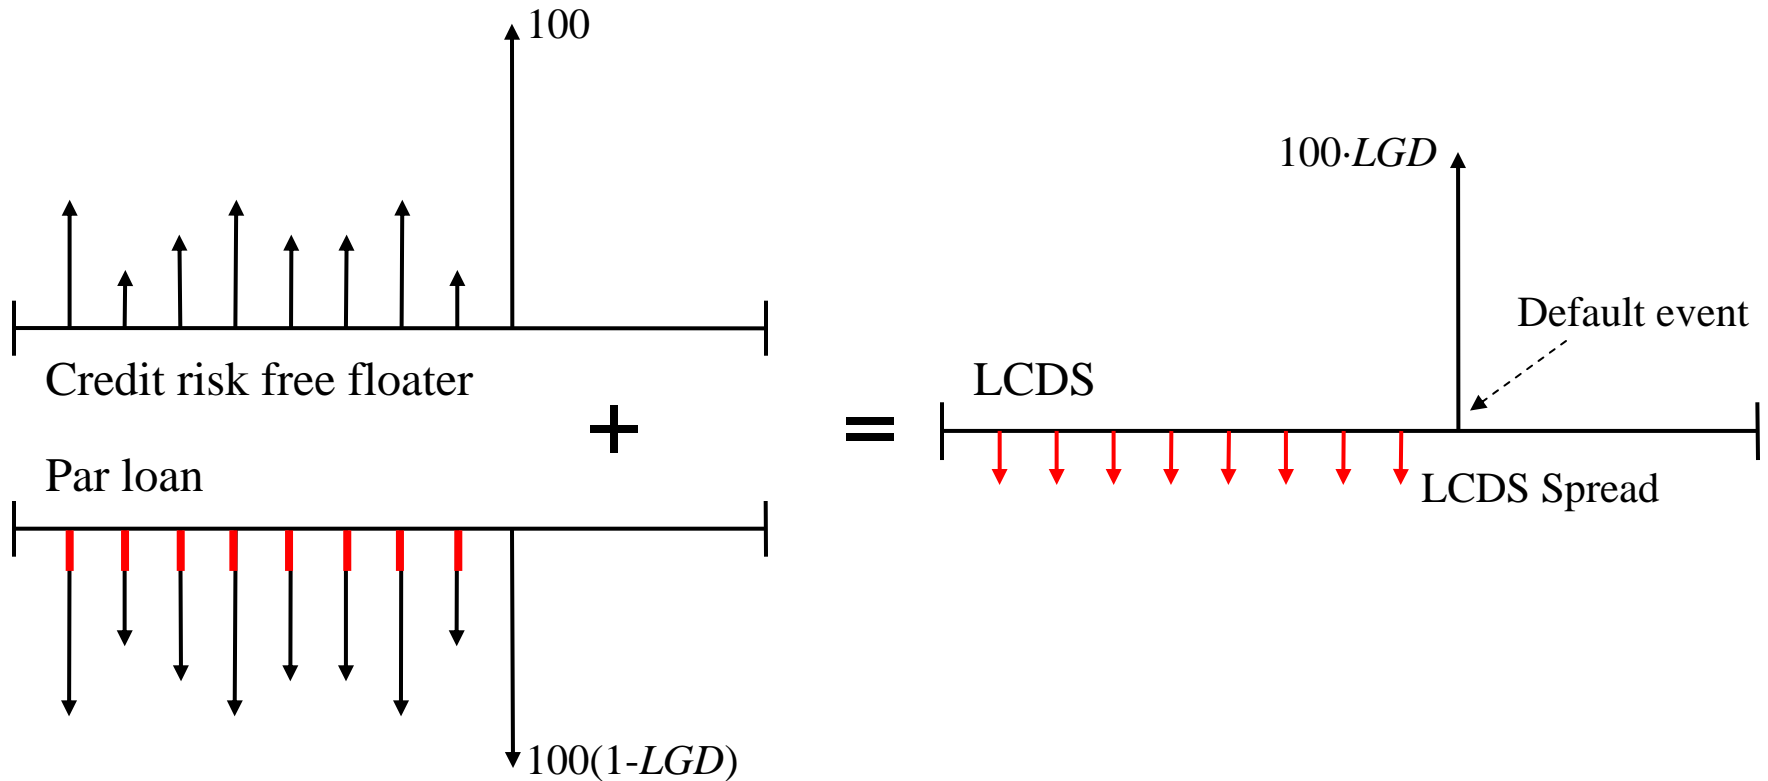 100
Credit risk free floater
Par loan
100(1-LGD)
+
=
100·LGD
Default event
LCDS
LCDS Spread